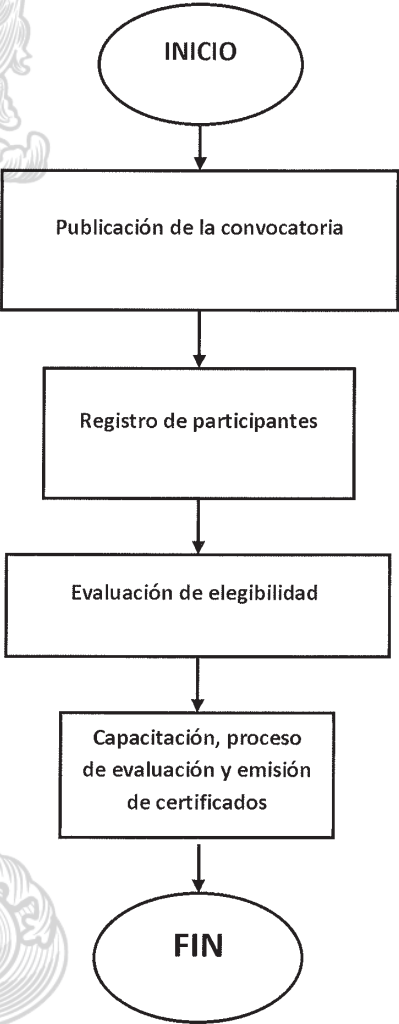 INICIO
Publicación de la convocatoria
Registro de participantes
Evaluación de elegibilidad
Capacitación, proceso
de evaluación y emisión
de certificados
FIN